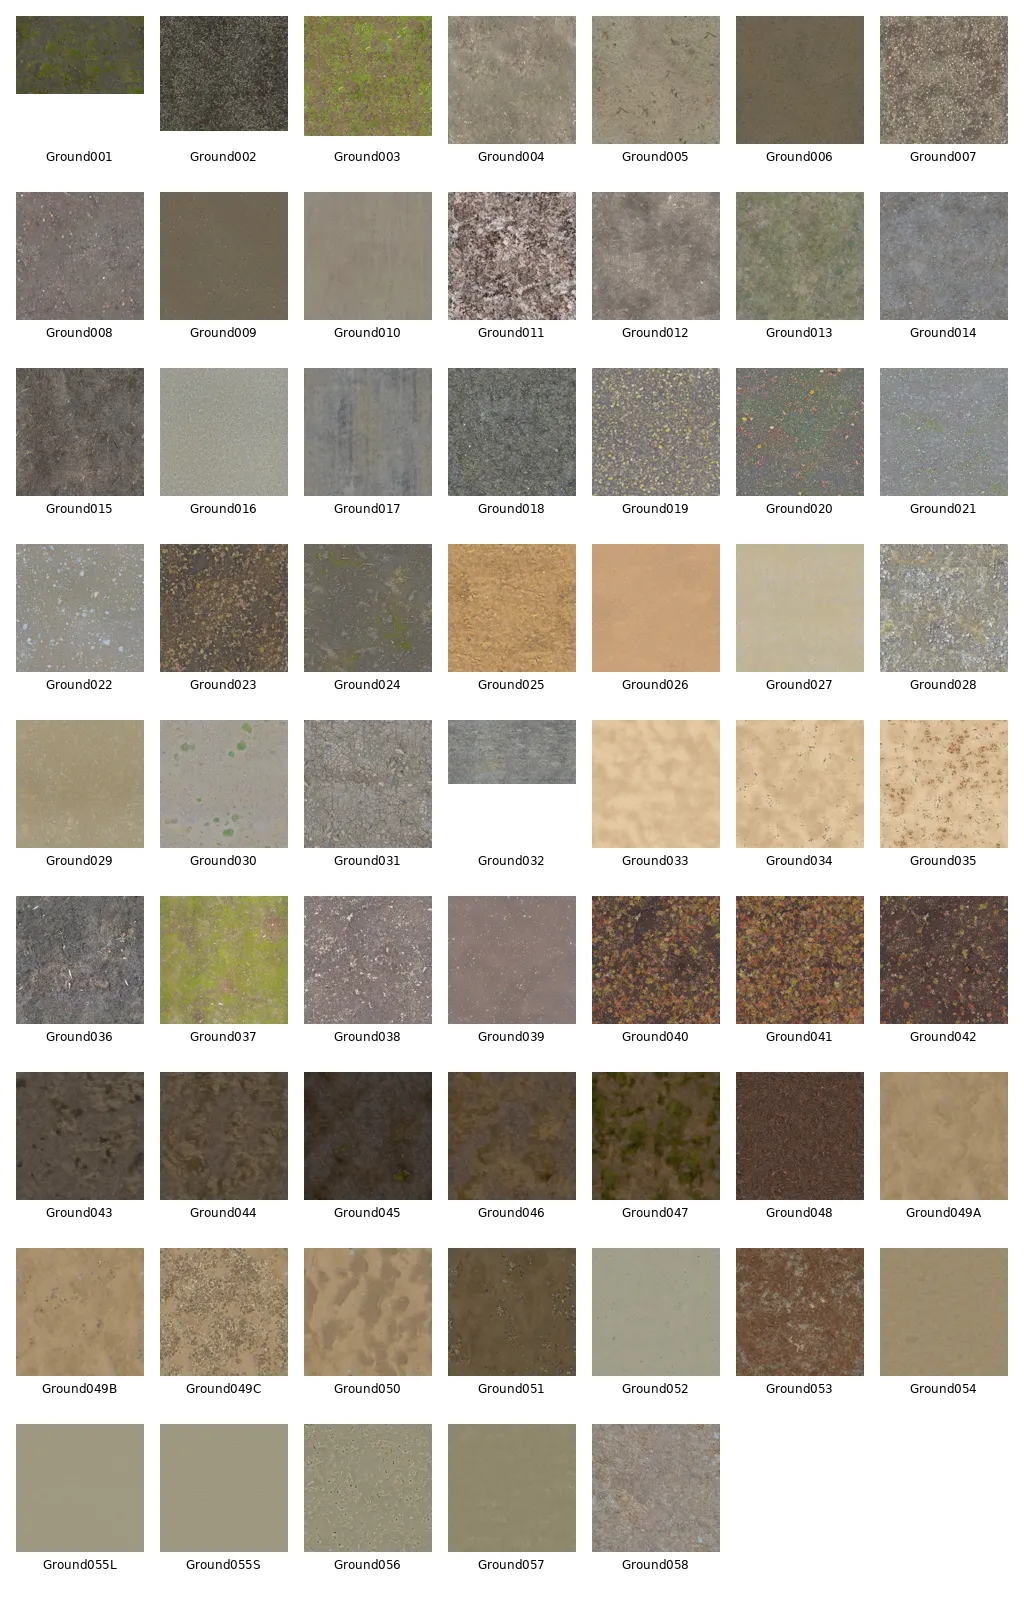 Ground001 Ground002 Ground003 Ground004 Ground005 Ground006 Ground007
Ground008 Ground009 Ground010 Ground011 Ground012 Ground013 Ground014
Ground015 Ground016 Ground017 Ground018 Ground019 Ground020 Ground021
Ground022 Ground023 Ground024 Ground025 Ground026 Ground027 Ground028
Ground029 Ground030 Ground031 Ground032 Ground033 Ground034 Ground035
Ground036 Ground037 Ground038 Ground039 Ground040 Ground041 Ground042
Ground043 Ground044 Ground045 Ground046 Ground047 Ground048 Ground049A
Ground049B Ground049C Ground050 Ground051 Ground052 Ground053 Ground054
Ground055L Ground055S Ground056 Ground057 Ground058